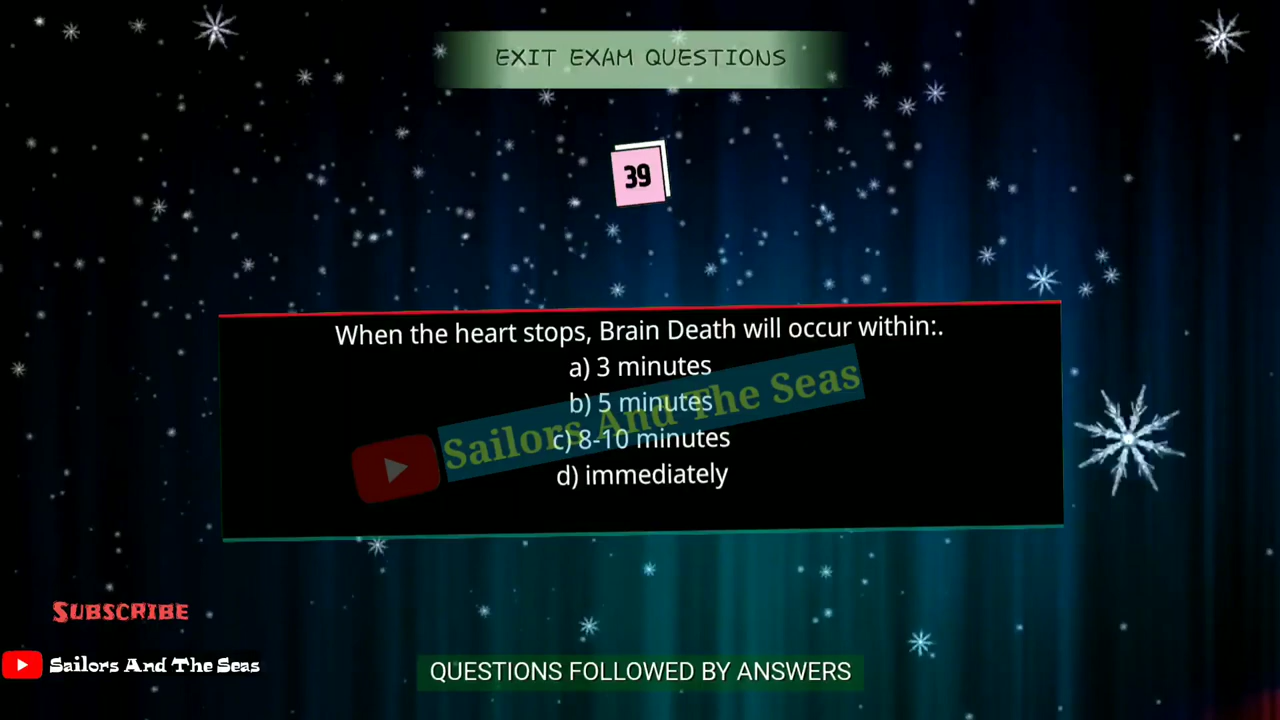 EXIT EXAM QUESTIONS
39
When the heart stops, Brain Death will occur within:.
a) 3 minutes
b) 5 minutes
c) 8-10 minutes
d) immediately
Sailors And The Seas
SUBSCRIBE
Sailors And The Seas
QUESTIONS FOLLOWED BY ANSWERS